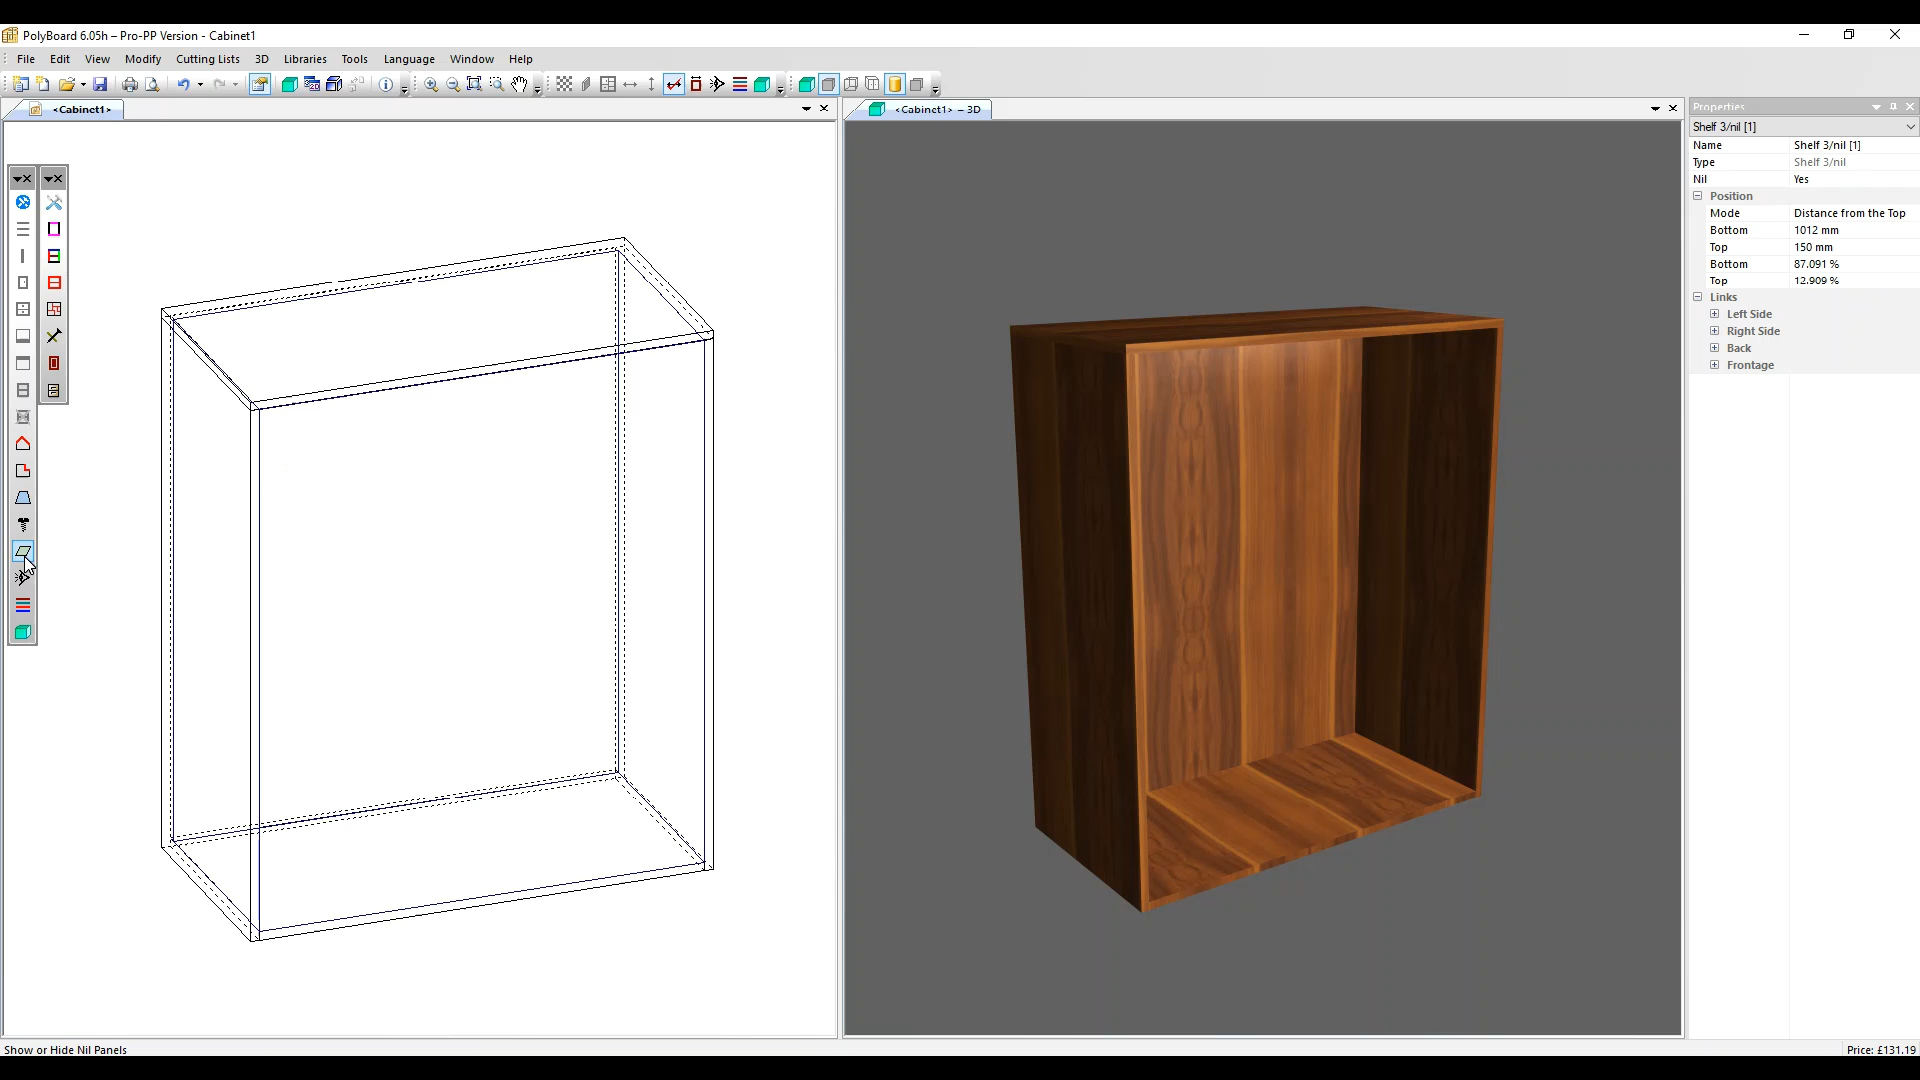 PolyBoard 6.05h – Pro-PP Version - Cabinet1
File Edit View Modify Cutting Lists 3D Libraries Tools Language Window Help
<Cabinet1>
<Cabinet1> – 3D
Properties
Shelf 3/nil [1]
Name Shelf 3/nil [1]
Type Shelf 3/nil
Nil Yes
Position
Mode Distance from the Top
Bottom 1012 mm
Top 150 mm
Bottom 87.091 %
Top 12.909 %
Links
Left Side
Right Side
Back
Frontage
Show or Hide Nil Panels
Price: £131.19